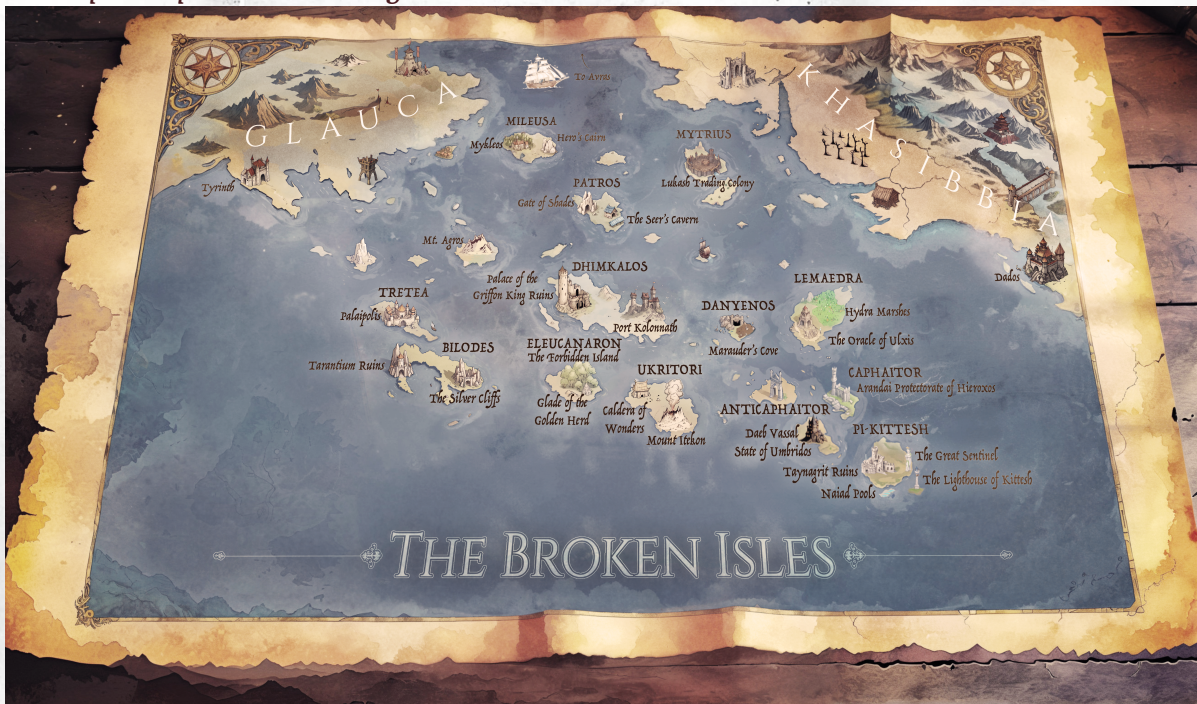 GLAUCA
KHASIBBIA
To Avros
MILEUSA
Mykleos
Hero's Cairn
MYTRIUS
Lukash Trading Colony
Tyrinth
PATROS
Gate of Shades
The Seer's Cavern
Mt. Agros
DHIMKALOS
Palace of the
Griffon King Ruins
Port Kolonnath
LEMAEDRA
Hydra Marshes
The Oracle of Ulxis
Dados
TRETEA
Palaipolis
DANYENOS
Marauder's Cove
BILODES
Tarantium Ruins
The Silver Cliffs
ELEUCANARON
The Forbidden Island
Glade of the
Golden Herd
UKRITORI
Caldera of
Wonders
Mount Itekon
CAPHAITOR
Arandai Protectorate of Hieroxos
ANTICAPHAITOR
Daeb Vassal
State of Umbridos
PI-KITTESH
The Great Sentinel
Taynagrit Ruins
The Lighthouse of Kittesh
Naiad Pools
THE BROKEN ISLES